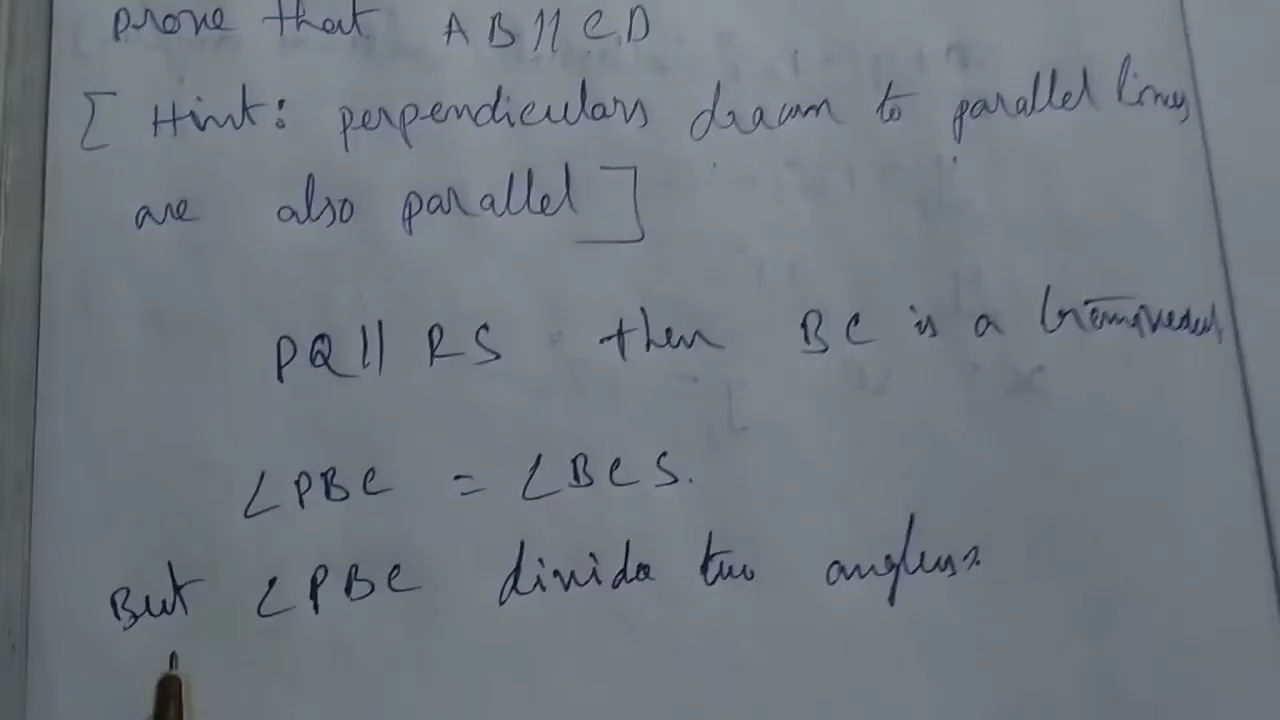 prove that AB || CD
[ Hint: perpendiculars drawn to parallel lines
are also parallel ]
PQ || RS then BC is a
∠PBC = ∠BCS.
But ∠PBC divide two angles.